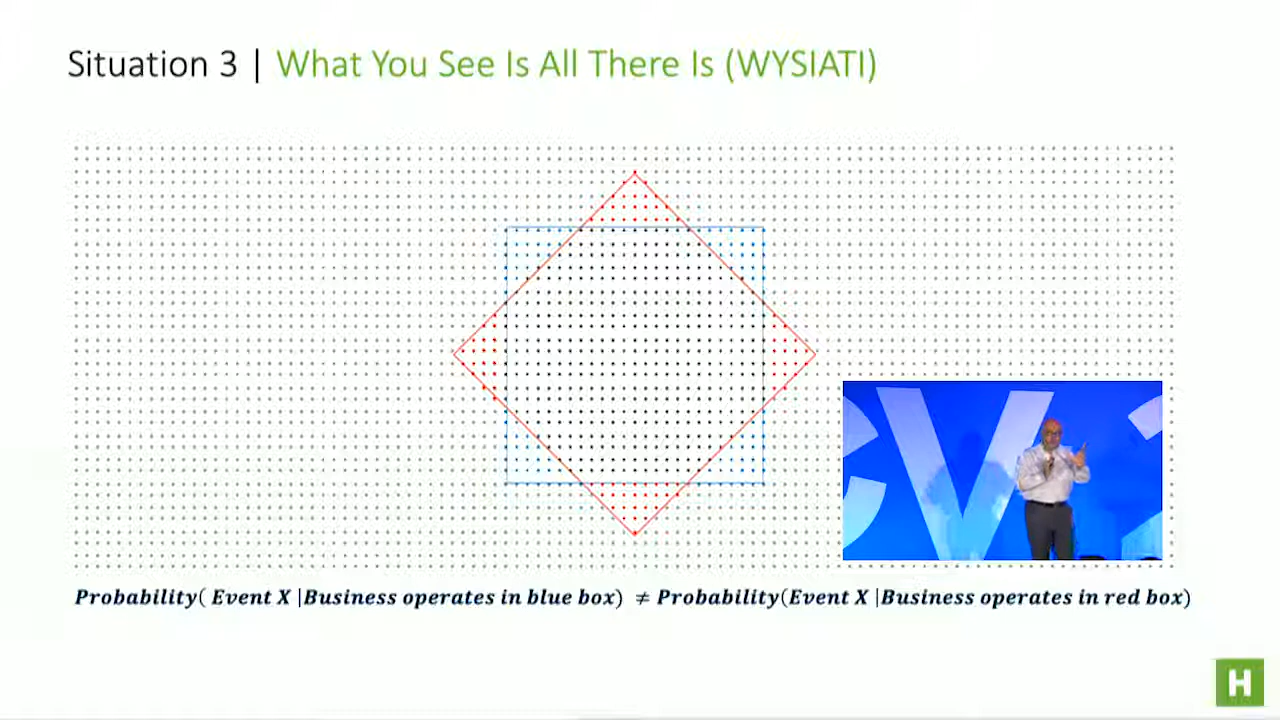 Situation 3 | What You See Is All There Is (WYSIATI)
Probability( Event X |Business operates in blue box) ≠ Probability(Event X |Business operates in red box)
H